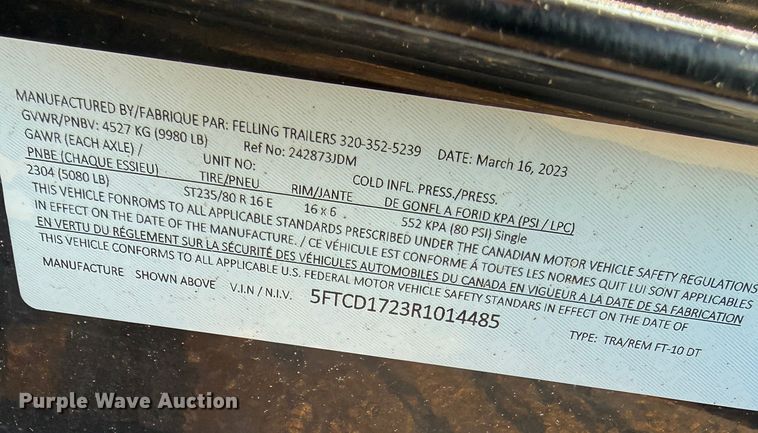 MANUFACTURED BY/FABRIQUE PAR: FELLING TRAILERS 320-352-5239 DATE: March 16, 2023
GVWR/PNBV: 4527 KG (9980 LB) Ref No: 242873JDM
GAWR (EACH AXLE) / UNIT NO: COLD INFL. PRESS./PRESS.
PNBE (CHAQUE ESSIEU) TIRE/PNEU RIM/JANTE DE GONFL A FORID KPA (PSI / LPC)
2304 (5080 LB) ST235/80 R 16 E 16 x 6 552 KPA (80 PSI) Single
THIS VEHICLE FONROMS TO ALL APPLICABLE STANDARDS PRESCRIBED UNDER THE CANADIAN MOTOR VEHICLE SAFETY REGULATIONS
IN EFFECT ON THE DATE OF THE MANUFACTURE. / CE VÉHICULE EST CONFORME À TOUTES LES NORMES QUIT LUI SONT APPLICABLES
EN VERTU DU RÉGLEMENT SUR LA SÉCURITÉ DES VÉHICULES AUTOMOBILES DU CANADA EN VIGUEUR A LA DATE DE SA FABRICATION
THIS VEHICLE CONFORMS TO ALL APPLICABLE U.S. FEDERAL MOTOR VEHICLE SAFETY STANDARS IN EFFECT ON THE DATE OF
MANUFACTURE SHOWN ABOVE V.I.N / N.I.V. 5FTCD1723R1014485 TYPE: TRA/REM FT-10 DT
Purple Wave Auction